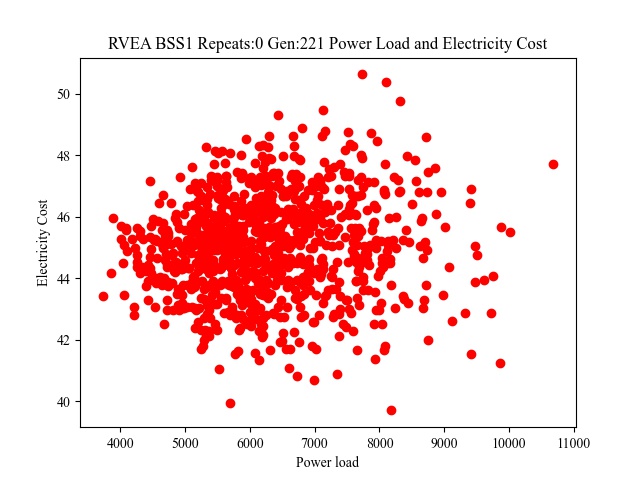 RVEA BSS1 Repeats:0 Gen:221 Power Load and Electricity Cost
50
48
46
44
42
40
Electricity Cost
4000 5000 6000 7000 8000 9000 10000 11000
Power load